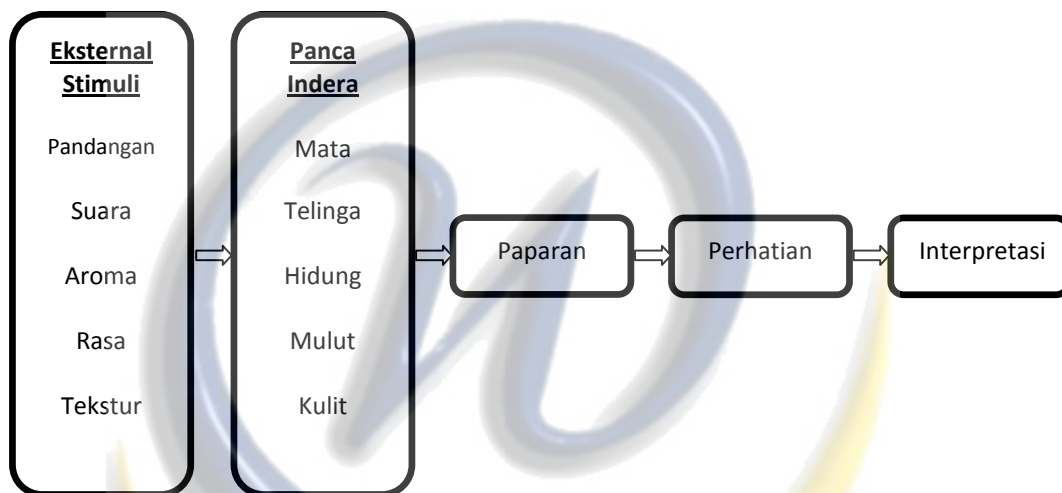 Eksternal
Stimuli
Pandangan
Suara
Aroma
Rasa
Tekstur
Panca
Indera
Mata
Telinga
Hidung
Mulut
Kulit
Paparan
Perhatian
Interpretasi